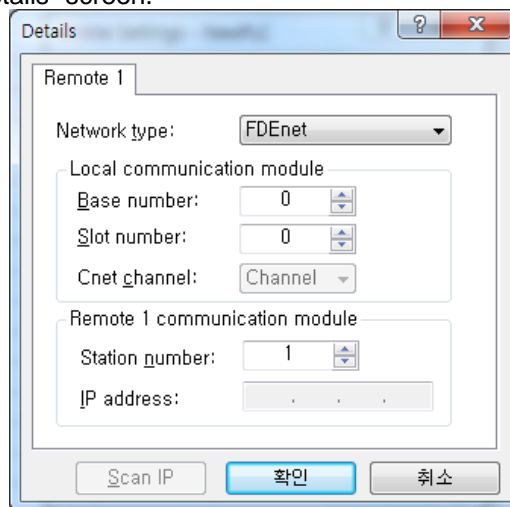 Details
Remote 1
Network type: FDEnet
Local communication module
Base number: 0
Slot number: 0
Cnet channel: Channel
Remote 1 communication module
Station number: 1
IP address: . . .
Scan IP 확인 취소